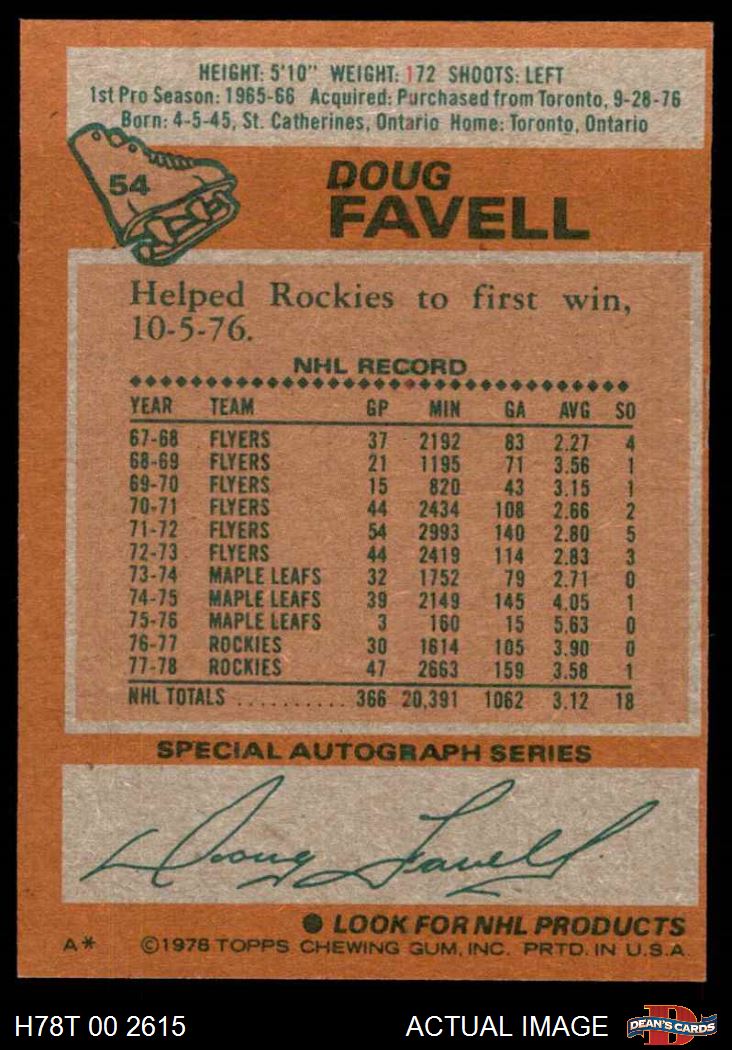 HEIGHT: 5'10" WEIGHT: 172 SHOOTS: LEFT
1st Pro Season: 1965-66 Acquired: Purchased from Toronto, 9-28-76
Born: 4-5-45, St. Catherines, Ontario Home: Toronto, Ontario
54
DOUG
FAVELL
Helped Rockies to first win,
10-5-76.
NHL RECORD
YEAR TEAM GP MIN GA AVG SO
67-68 FLYERS 37 2192 83 2.27 4
68-69 FLYERS 21 1195 71 3.56 1
69-70 FLYERS 15 820 43 3.15 1
70-71 FLYERS 44 2434 108 2.66 2
71-72 FLYERS 54 2993 140 2.80 5
72-73 FLYERS 44 2419 114 2.83 3
73-74 MAPLE LEAFS 32 1752 79 2.71 0
74-75 MAPLE LEAFS 39 2149 145 4.05 1
75-76 MAPLE LEAFS 3 160 15 5.63 0
76-77 ROCKIES 30 1614 105 3.90 0
77-78 ROCKIES 47 2663 159 3.58 1
NHL TOTALS .......... 366 20,391 1062 3.12 18
SPECIAL AUTOGRAPH SERIES
Doug Favell
● LOOK FOR NHL PRODUCTS
A* ©1978 TOPPS CHEWING GUM, INC. PRTD. IN U.S.A.
H78T 00 2615 ACTUAL IMAGE DEAN'S CARDS